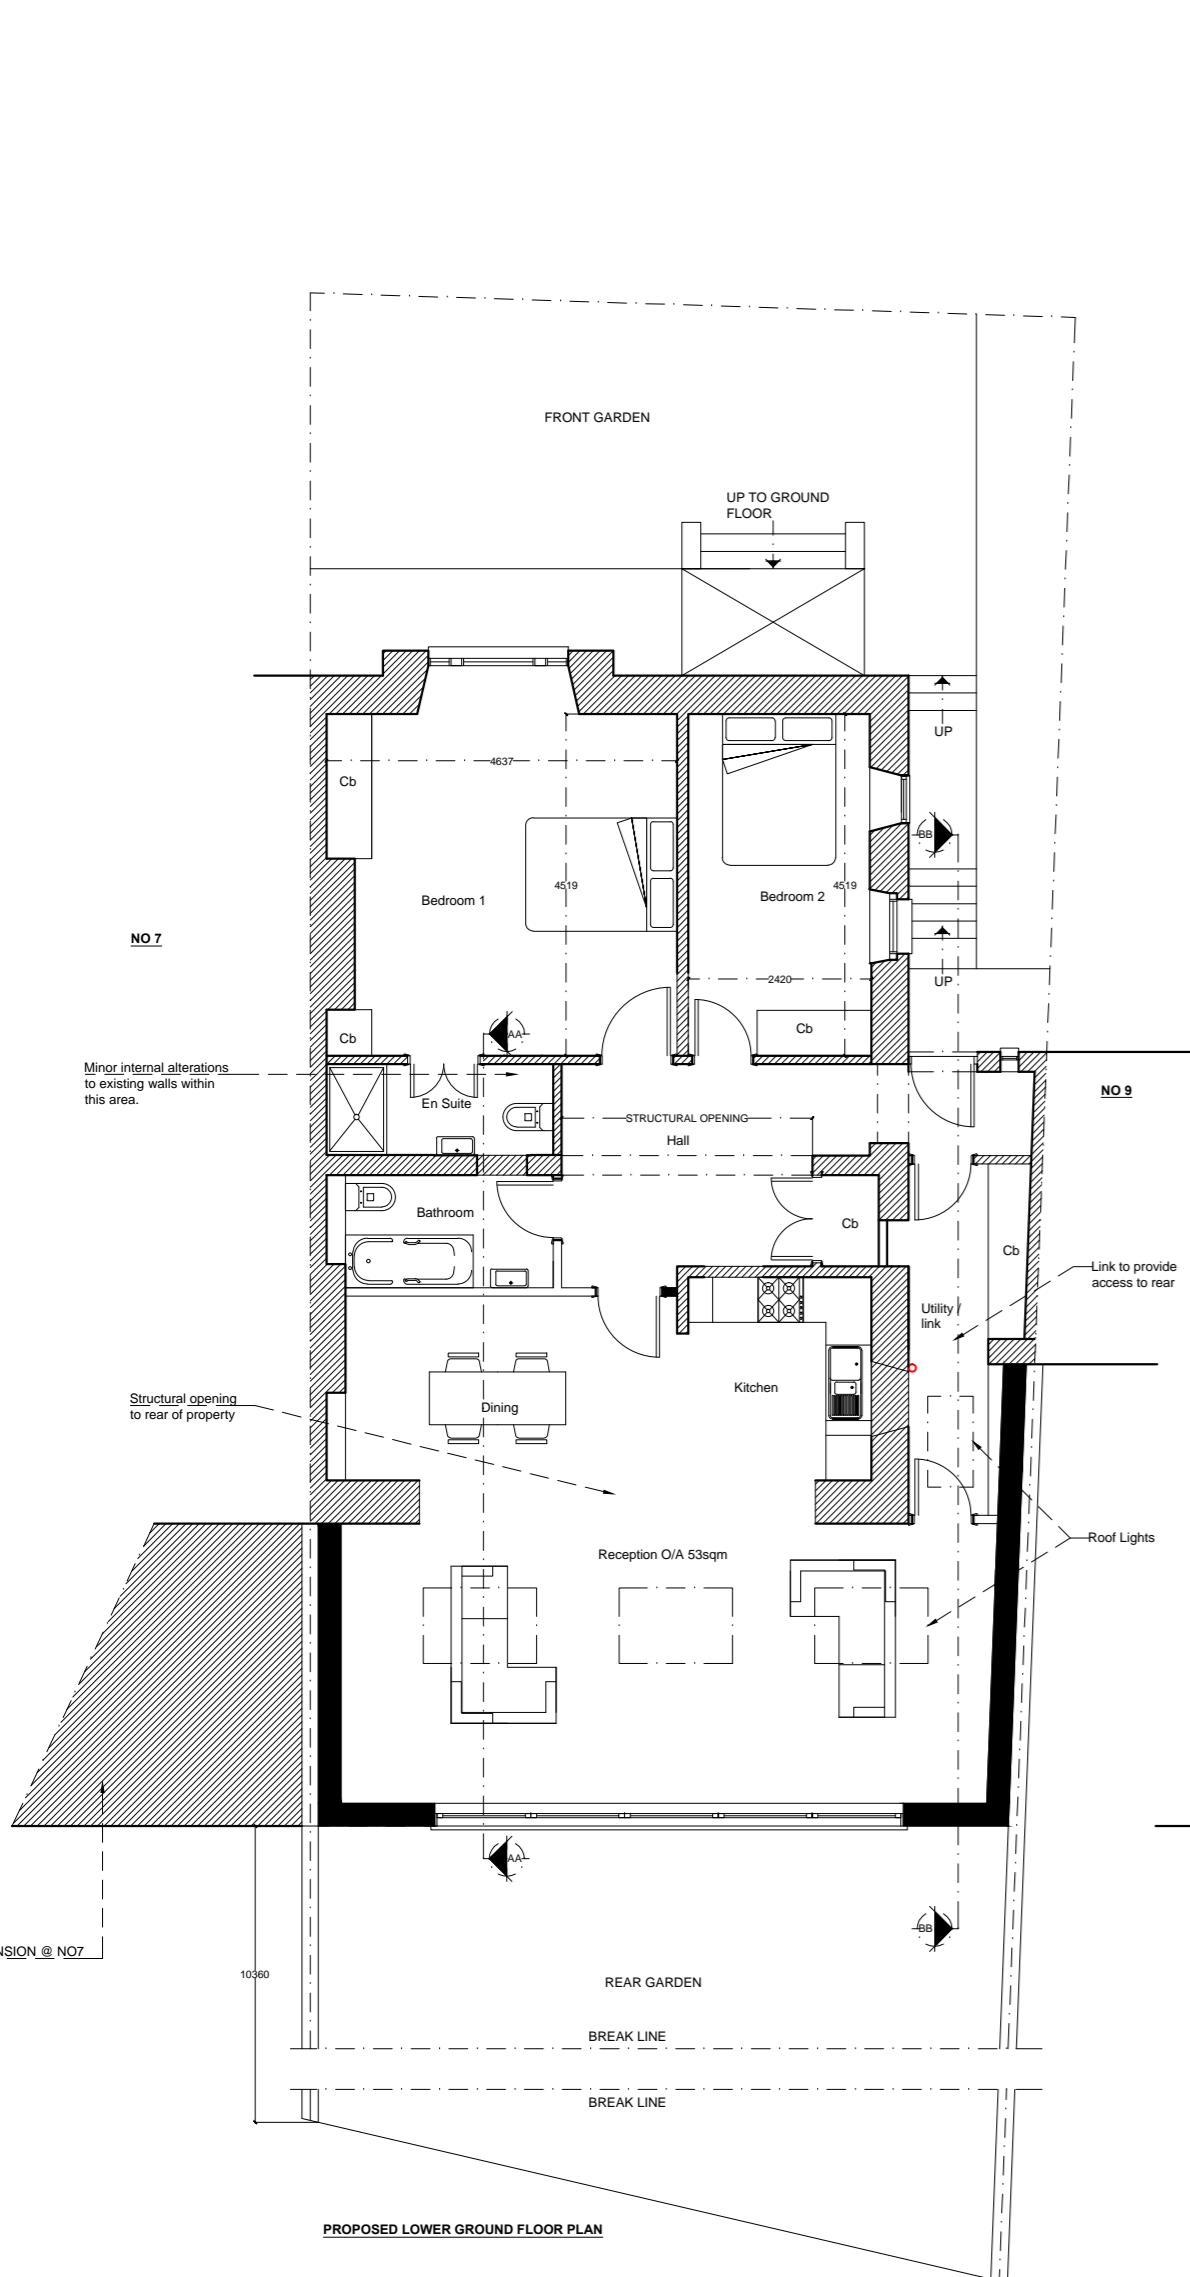 FRONT GARDEN
UP TO GROUND
FLOOR
UP
Cb
4637
BB
4519
4519
Bedroom 1
Bedroom 2
NO 7
2420
UP
Cb
Cb
AA
Minor internal alterations
to existing walls within
this area.
En Suite
NO 9
STRUCTURAL OPENING
Hall
Bathroom
Cb
Cb
Link to provide
access to rear
Utility /
link
Kitchen
Structural opening
to rear of property
Dining
Roof Lights
Reception O/A 53sqm
AA
BB
NSION @ NO7
10360
REAR GARDEN
BREAK LINE
BREAK LINE
PROPOSED LOWER GROUND FLOOR PLAN